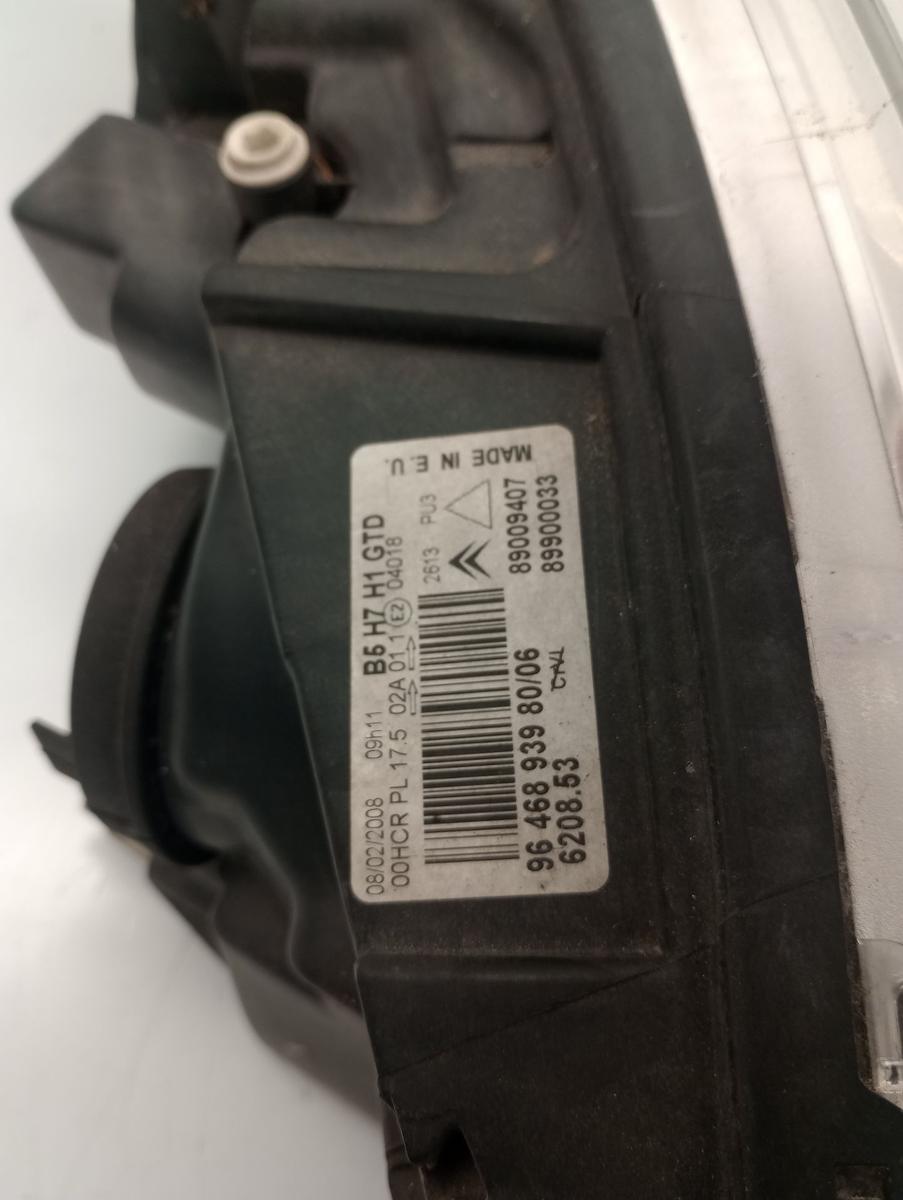 08/02/2008 09h11 B5 H7 H1 GTD
00HCR PL 17.5 02A 01 1 E2 04018
2613 PU3
MADE IN E.U.
96 468 939 80/06
6208.53
89009407
89900033